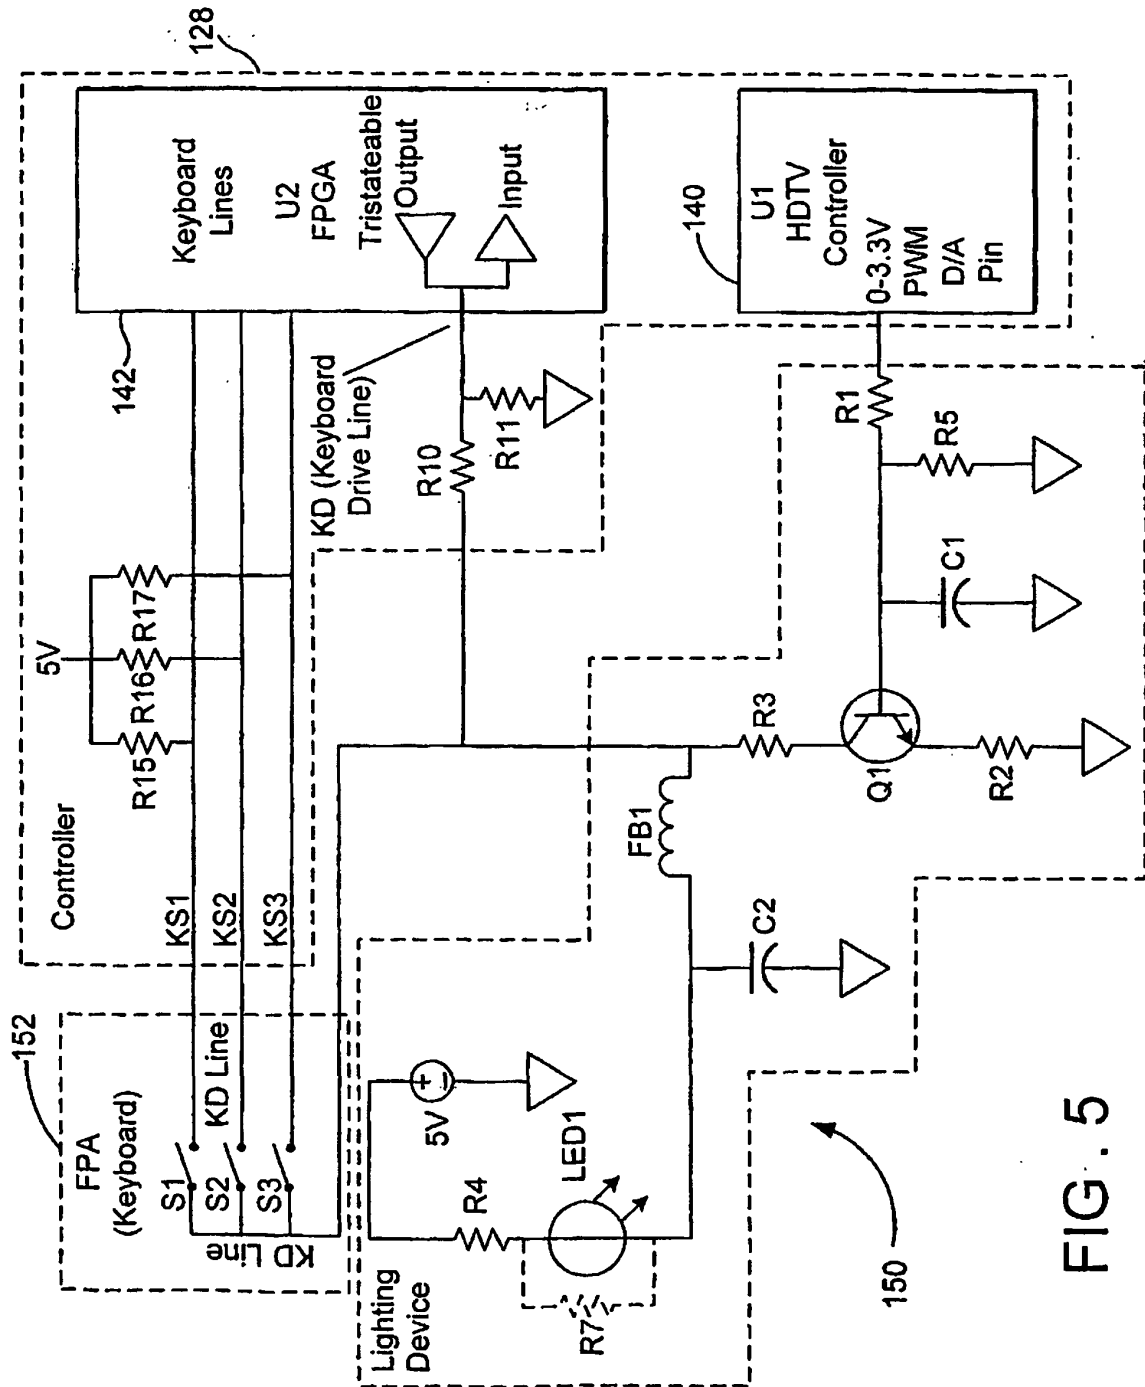 128
152
FPA
(Keyboard)
S1
S2
S3
KD Line
KD Line
Controller
KS1
KS2
KS3
5V
R15
R16
R17
142
Keyboard
Lines
U2
FPGA
Tristateable
Output
Input
KD (Keyboard
Drive Line)
R10
R11
140
U1
HDTV
Controller
0-3.3V
PWM
D/A
Pin
R1
R5
C1
Q1
R2
R3
FB1
C2
Lighting
Device
5V
R4
LED1
R7
150
FIG. 5